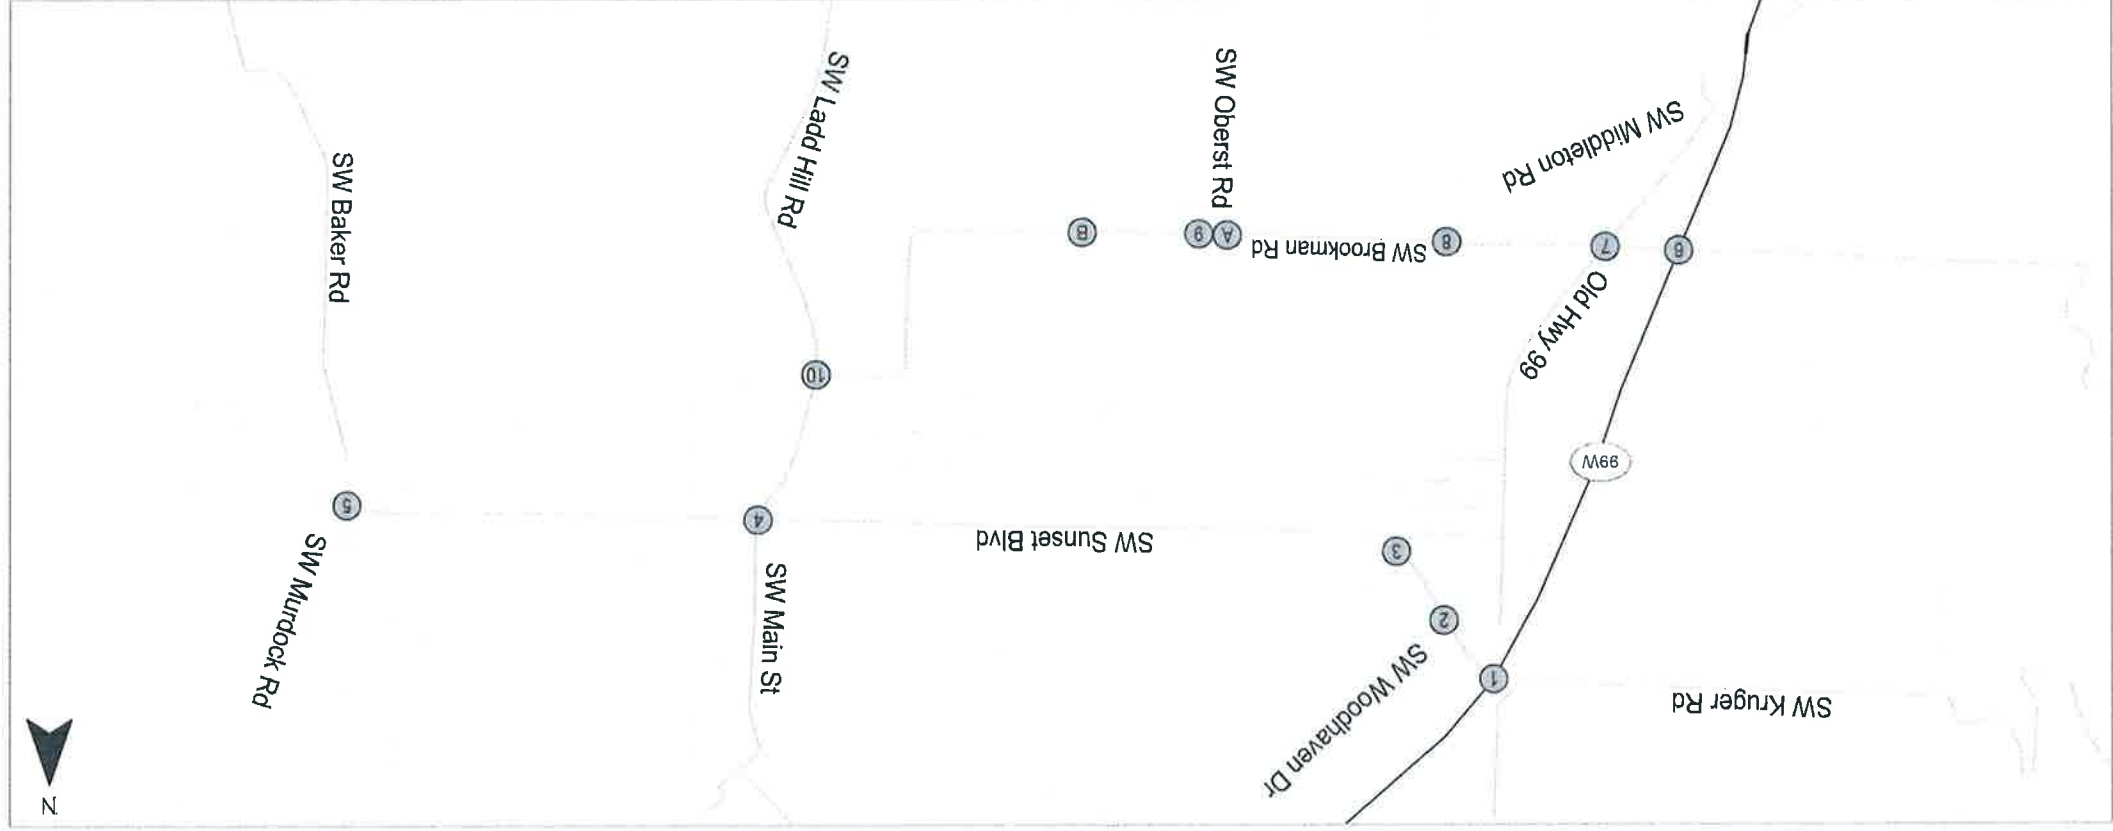 N
SW Kruger Rd
SW Woodhaven Dr
1
2
3
SW Main St
SW Murdock Rd
99W
SW Sunset Blvd
4
5
Old Hwy 99
10
6
7
8
SW Brookman Rd
A
9
B
SW Middleton Rd
SW Oberst Rd
SW Ladd Hill Rd
SW Baker Rd